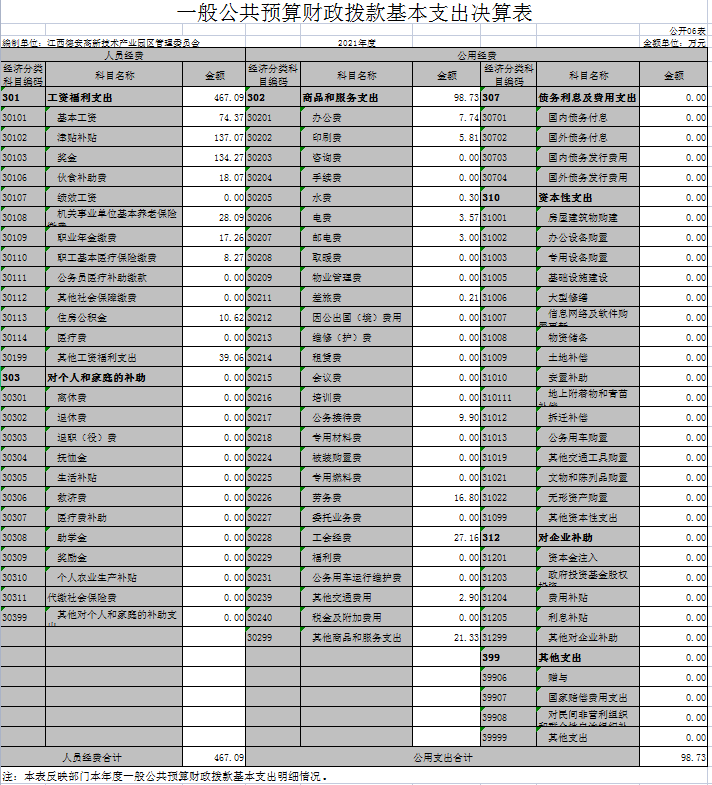 一般公共预算财政拨款基本支出决算表
公开06表
编制单位：江西德安高新技术产业园区管理委员会 2021年度 金额单位：万元
人员经费 公用经费
经济分类科目编码 科目名称 金额 经济分类科目编码 科目名称 金额 经济分类科目编码 科目名称 金额
301 工资福利支出 467.09 302 商品和服务支出 98.73 307 债务利息及费用支出 0.00
30101 基本工资 74.37 30201 办公费 7.74 30701 国内债务付息 0.00
30102 津贴补贴 137.07 30202 印刷费 5.81 30702 国外债务付息 0.00
30103 奖金 134.27 30203 咨询费 0.00 30703 国内债务发行费用 0.00
30106 伙食补助费 18.07 30204 手续费 0.00 30704 国外债务发行费用 0.00
30107 绩效工资 0.00 30205 水费 0.30 310 资本性支出 0.00
30108 机关事业单位基本养老保险 28.09 30206 电费 3.57 31001 房屋建筑物购建 0.00
30109 职业年金缴费 17.26 30207 邮电费 3.00 31002 办公设备购置 0.00
30110 职工基本医疗保险缴费 8.27 30208 取暖费 0.00 31003 专用设备购置 0.00
30111 公务员医疗补助缴款 0.00 30209 物业管理费 0.00 31005 基础设施建设 0.00
30112 其他社会保障缴费 0.00 30211 差旅费 0.21 31006 大型修缮 0.00
30113 住房公积金 10.62 30212 因公出国（境）费用 0.00 31007 信息网络及软件购 0.00
30114 医疗费 0.00 30213 维修（护）费 0.00 31008 物资储备 0.00
30199 其他工资福利支出 39.06 30214 租赁费 0.00 31009 土地补偿 0.00
303 对个人和家庭的补助 0.00 30215 会议费 0.00 31010 安置补助 0.00
30301 离休费 0.00 30216 培训费 0.00 310111 地上附着物和青苗 0.00
30302 退休费 0.00 30217 公务接待费 9.90 31012 拆迁补偿 0.00
30303 退职（役）费 0.00 30218 专用材料费 0.00 31013 公务用车购置 0.00
30304 抚恤金 0.00 30224 被装购置费 0.00 31019 其他交通工具购置 0.00
30305 生活补贴 0.00 30225 专用燃料费 0.00 31021 文物和陈列品购置 0.00
30306 救济费 0.00 30226 劳务费 16.80 31022 无形资产购置 0.00
30307 医疗费补助 0.00 30227 委托业务费 0.00 31099 其他资本性支出 0.00
30308 助学金 0.00 30228 工会经费 27.16 312 对企业补助 0.00
30309 奖励金 0.00 30229 福利费 0.00 31201 资本金注入 0.00
30310 个人农业生产补贴 0.00 30231 公务用车运行维护费 0.00 31203 政府投资基金股权 0.00
30311 代缴社会保险费 0.00 30239 其他交通费用 2.90 31204 费用补贴 0.00
30399 其他对个人和家庭的补助支 0.00 30240 税金及附加费用 0.00 31205 利息补贴 0.00
30299 其他商品和服务支出 21.33 31299 其他对企业补助 0.00
399 其他支出 0.00
39906 赠与 0.00
39907 国家赔偿费用支出 0.00
39908 对民间非营利组织 0.00
39999 其他支出 0.00
人员经费合计 467.09 公用支出合计 98.73
注：本表反映部门本年度一般公共预算财政拨款基本支出明细情况。